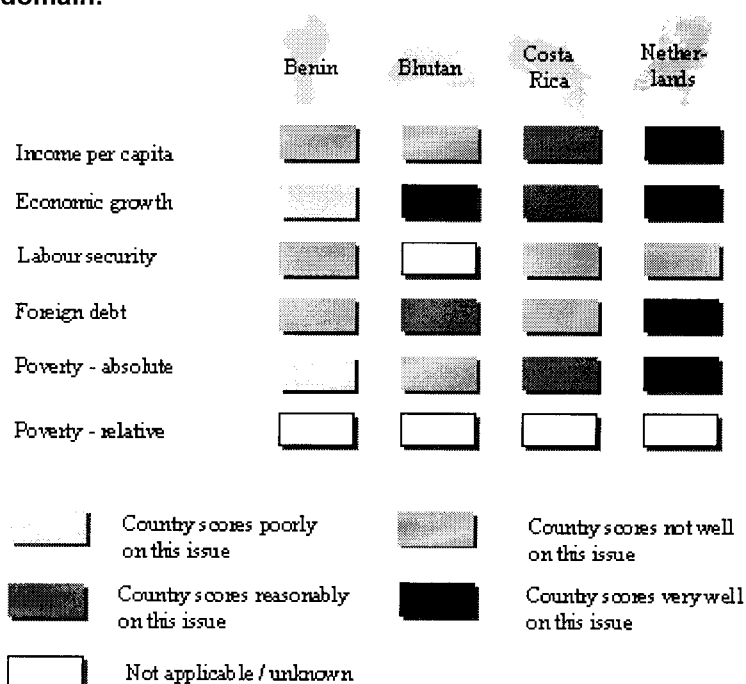 domain:
Benin
Bhutan
Costa
Rica
Nether-
lands
Income per capita
Economic growth
Labour security
Foreign debt
Poverty - absolute
Poverty - relative
Country scores poorly
on this issue
Country scores not well
on this issue
Country scores reasonably
on this issue
Country scores very well
on this issue
Not applicable / unknown